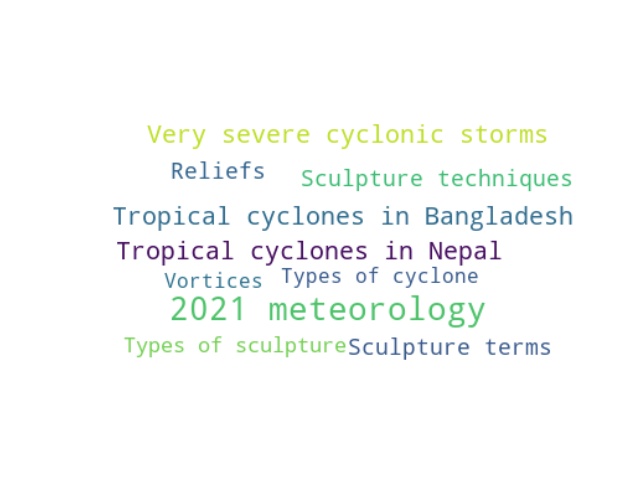 Very severe cyclonic storms
Reliefs
Sculpture techniques
Tropical cyclones in Bangladesh
Tropical cyclones in Nepal
Vortices
Types of cyclone
2021 meteorology
Types of sculpture
Sculpture terms